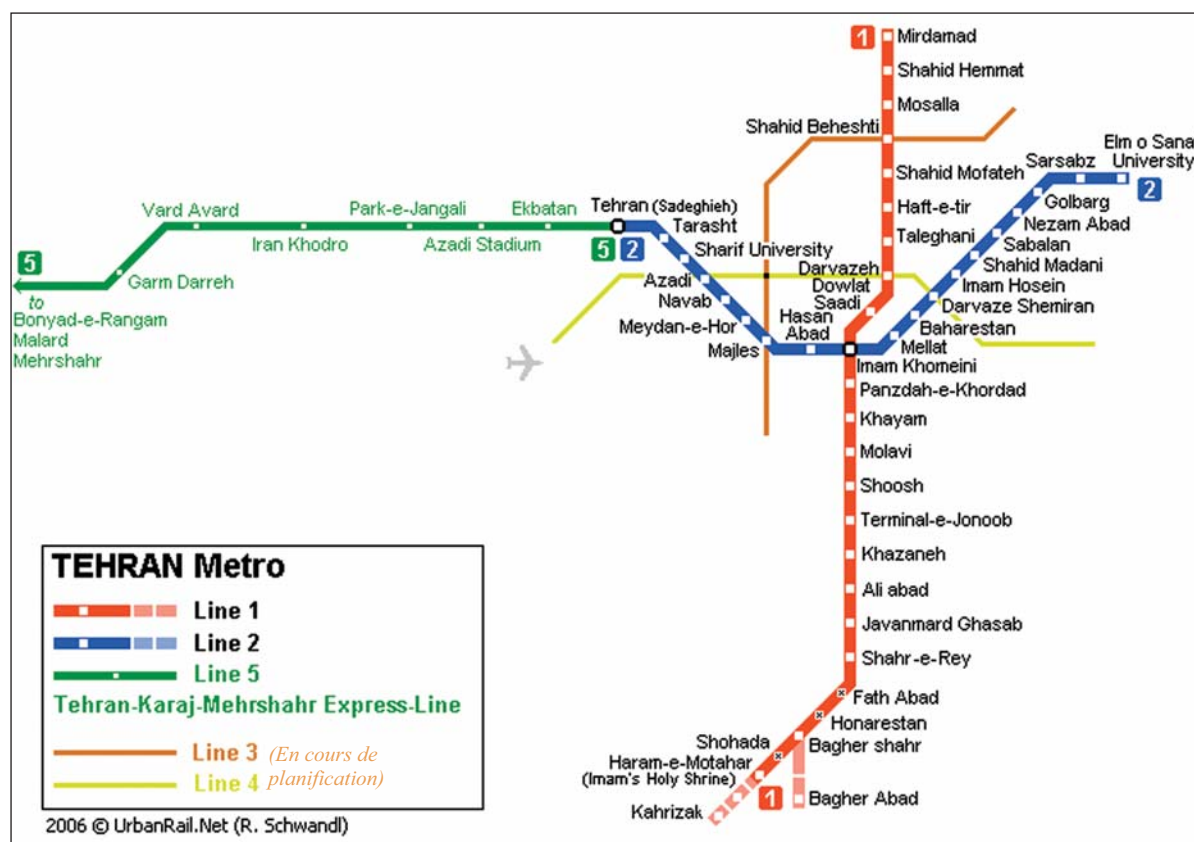 1
Mirdamad
Shahid Hemmat
Mosalla
Shahid Beheshti
Shahid Mofateh
Haft-e-tir
Taleghani
Darvazeh
Dowlat
Saadi
Elm o Sana
University
Sarsabz
2
Golbarg
Nezam Abad
Sabalan
Shahid Madani
Imam Hosein
Darvaze Shemiran
Baharestan
Mellat
Imam Khomeini
Hasan
Abad
Majles
Meydan-e-Hor
Navab
Azadi
Sharif University
Tarasht
Tehran (Sadeghieh)
5 2
Ekbatan
Azadi Stadium
Park-e-Jangali
Iran Khodro
Vard Avard
Garm Darreh
5
to
Bonyad-e-Rangam
Malard
Mehrshahr
Panzdah-e-Khordad
Khayam
Molavi
Shoosh
Terminal-e-Jonoob
Khazaneh
Ali abad
Javanmard Ghasab
Shahr-e-Rey
Fath Abad
Honarestan
Bagher shahr
Bagher Abad
Shohada
Haram-e-Motahar
(Imam's Holy Shrine)
1
Kahrizak
TEHRAN Metro
Line 1
Line 2
Line 5
Tehran-Karaj-Mehrshahr Express-Line
Line 3 (En cours de
Line 4 planification)
2006 © UrbanRail.Net (R. Schwandl)